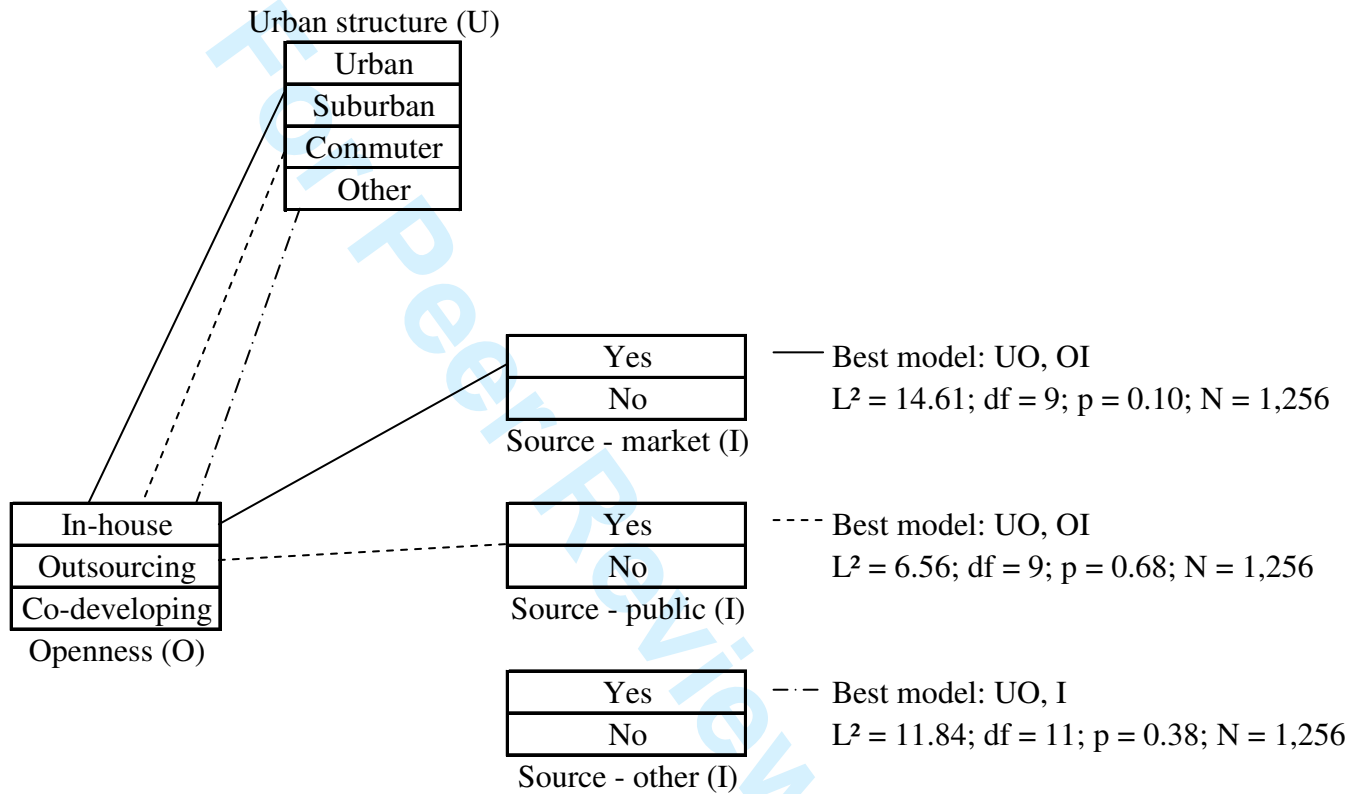 Urban structure (U)
Urban
Suburban
Commuter
Other
Yes
No
Source - market (I)
Best model: UO, OI
L² = 14.61; df = 9; p = 0.10; N = 1,256
In-house
Outsourcing
Co-developing
Openness (O)
Yes
No
Source - public (I)
Best model: UO, OI
L² = 6.56; df = 9; p = 0.68; N = 1,256
Yes
No
Source - other (I)
Best model: UO, I
L² = 11.84; df = 11; p = 0.38; N = 1,256
For Peer Review